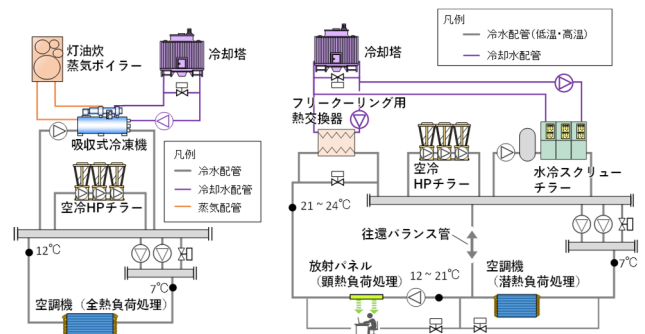 灯油炊
蒸気ボイラー
冷却塔
吸収式冷凍機
凡例
冷水配管
冷却水配管
蒸気配管
空冷HPチラー
12℃
7℃
空調機（全熱負荷処理）
凡例
冷水配管(低温・高温)
冷却水配管
冷却塔
フリークーリング用
熱交換器
空冷
HPチラー
水冷スクリュー
チラー
21～24℃
往還バランス管
放射パネル
（顕熱負荷処理）
12～21℃
空調機
（潜熱負荷処理）
7℃